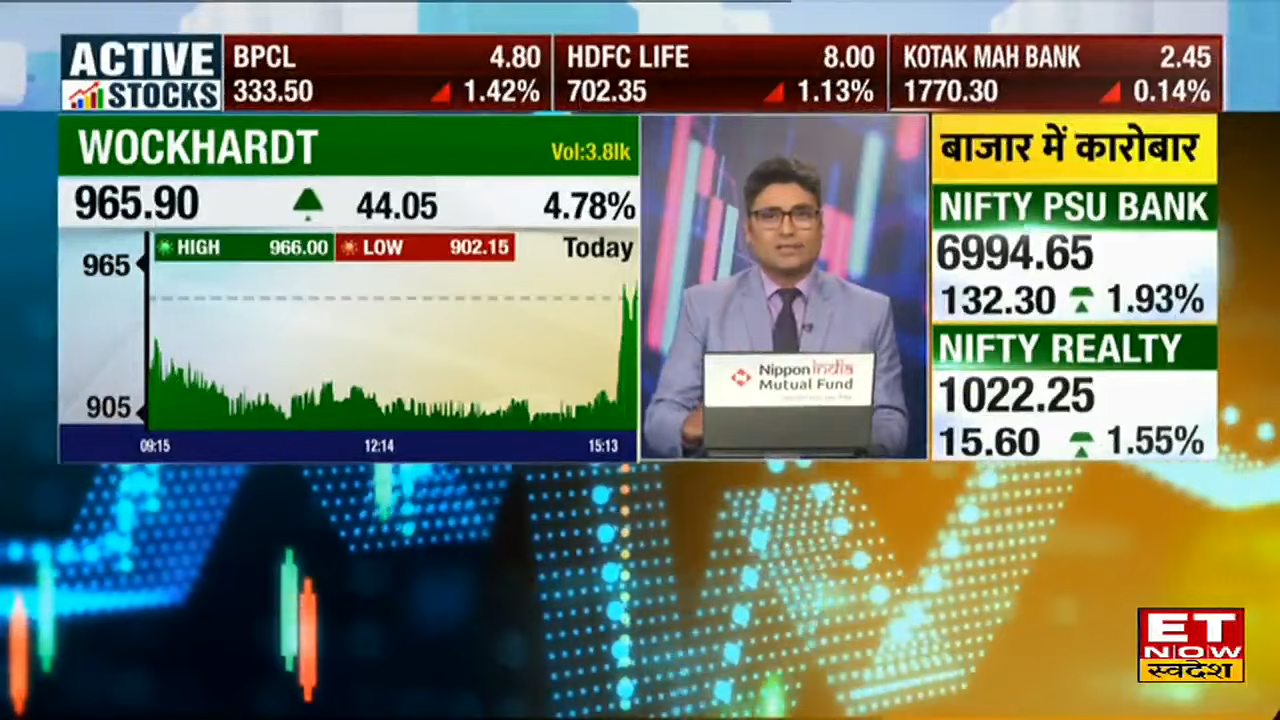 ACTIVE
STOCKS
BPCL 4.80
333.50 1.42%
HDFC LIFE 8.00
702.35 1.13%
KOTAK MAH BANK 2.45
1770.30 0.14%
WOCKHARDT Vol:3.8lk
965.90 44.05 4.78%
HIGH 966.00 LOW 902.15 Today
965
905
09:15 12:14 15:13
Nippon india
Mutual Fund
बाजार में कारोबार
NIFTY PSU BANK
6994.65
132.30 1.93%
NIFTY REALTY
1022.25
15.60 1.55%
ET
NOW
स्वदेश